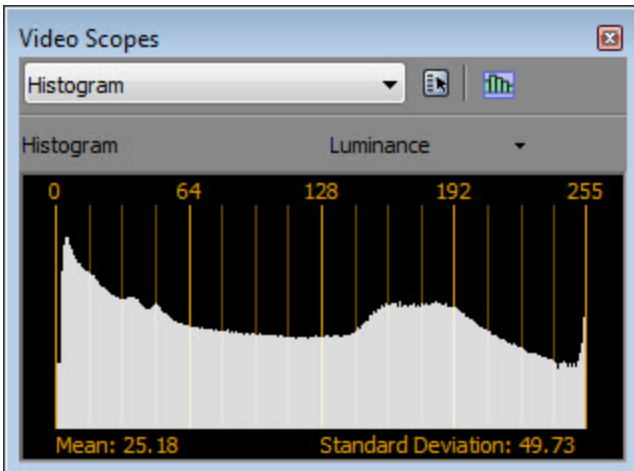 Video Scopes
Histogram
Histogram Luminance
0 64 128 192 255
Mean: 25.18 Standard Deviation: 49.73